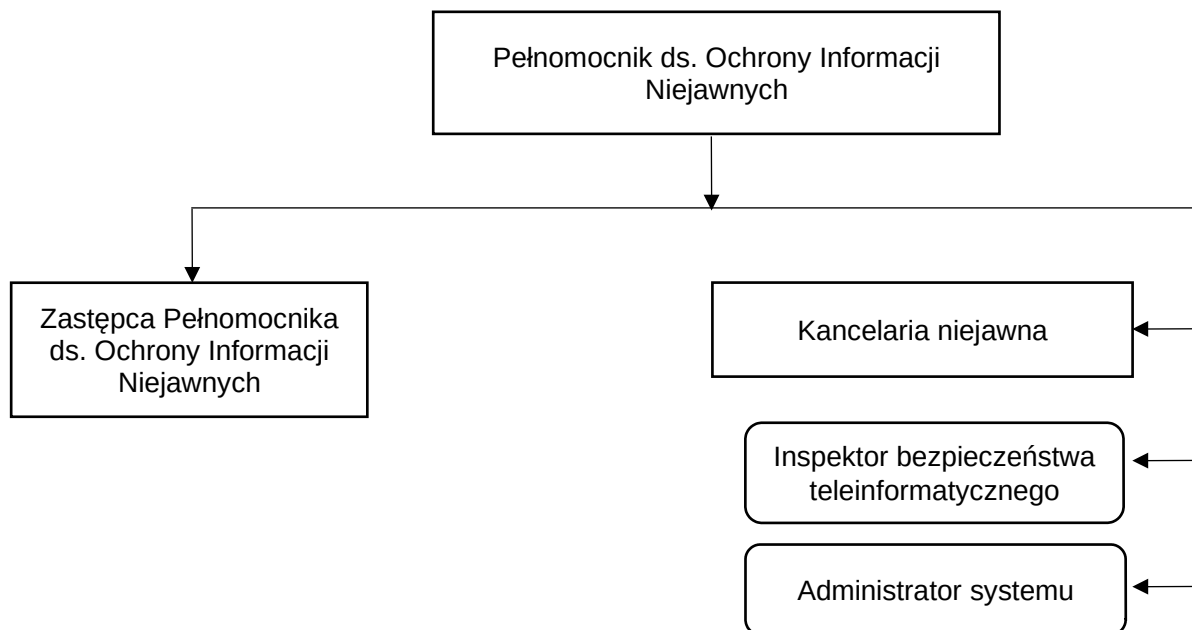 Pełnomocnik ds. Ochrony Informacji
Niejawnych
Zastępca Pełnomocnika
ds. Ochrony Informacji
Niejawnych
Kancelaria niejawna
Inspektor bezpieczeństwa
teleinformatycznego
Administrator systemu